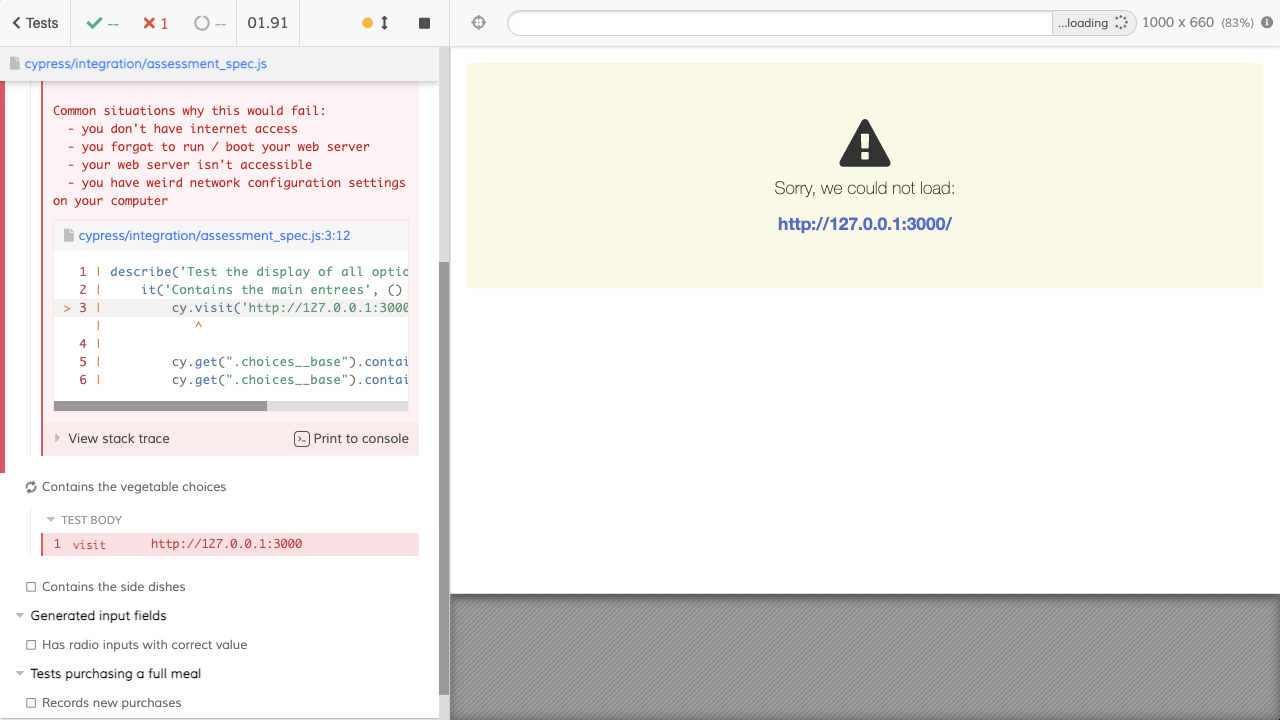 Tests
--
1
--
01.91
...loading
1000 x 660
(83%)
cypress/integration/assessment_spec.js
Common situations why this would fail:
- you don't have internet access
- you forgot to run / boot your web server
- your web server isn't accessible
- you have weird network configuration settings
on your computer
cypress/integration/assessment_spec.js:3:12
1 | describe('Test the display of all optio
2 | it('Contains the main entrees', ()
> 3 | cy.visit('http://127.0.0.1:3000
| ^
4 |
5 | cy.get(".choices__base").contai
6 | cy.get(".choices__base").contai
View stack trace
Print to console
Contains the vegetable choices
TEST BODY
1 visit http://127.0.0.1:3000
Contains the side dishes
Generated input fields
Has radio inputs with correct value
Tests purchasing a full meal
Records new purchases
Sorry, we could not load:
http://127.0.0.1:3000/